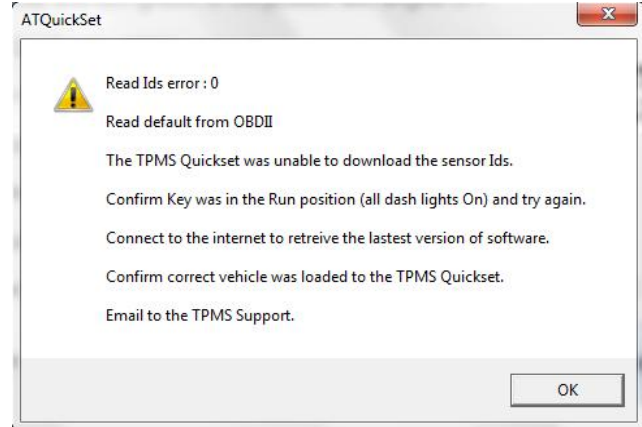 ATQuickSet
Read Ids error : 0
Read default from OBDII
The TPMS Quickset was unable to download the sensor Ids.
Confirm Key was in the Run position (all dash lights On) and try again.
Connect to the internet to retreive the lastest version of software.
Confirm correct vehicle was loaded to the TPMS Quickset.
Email to the TPMS Support.
OK